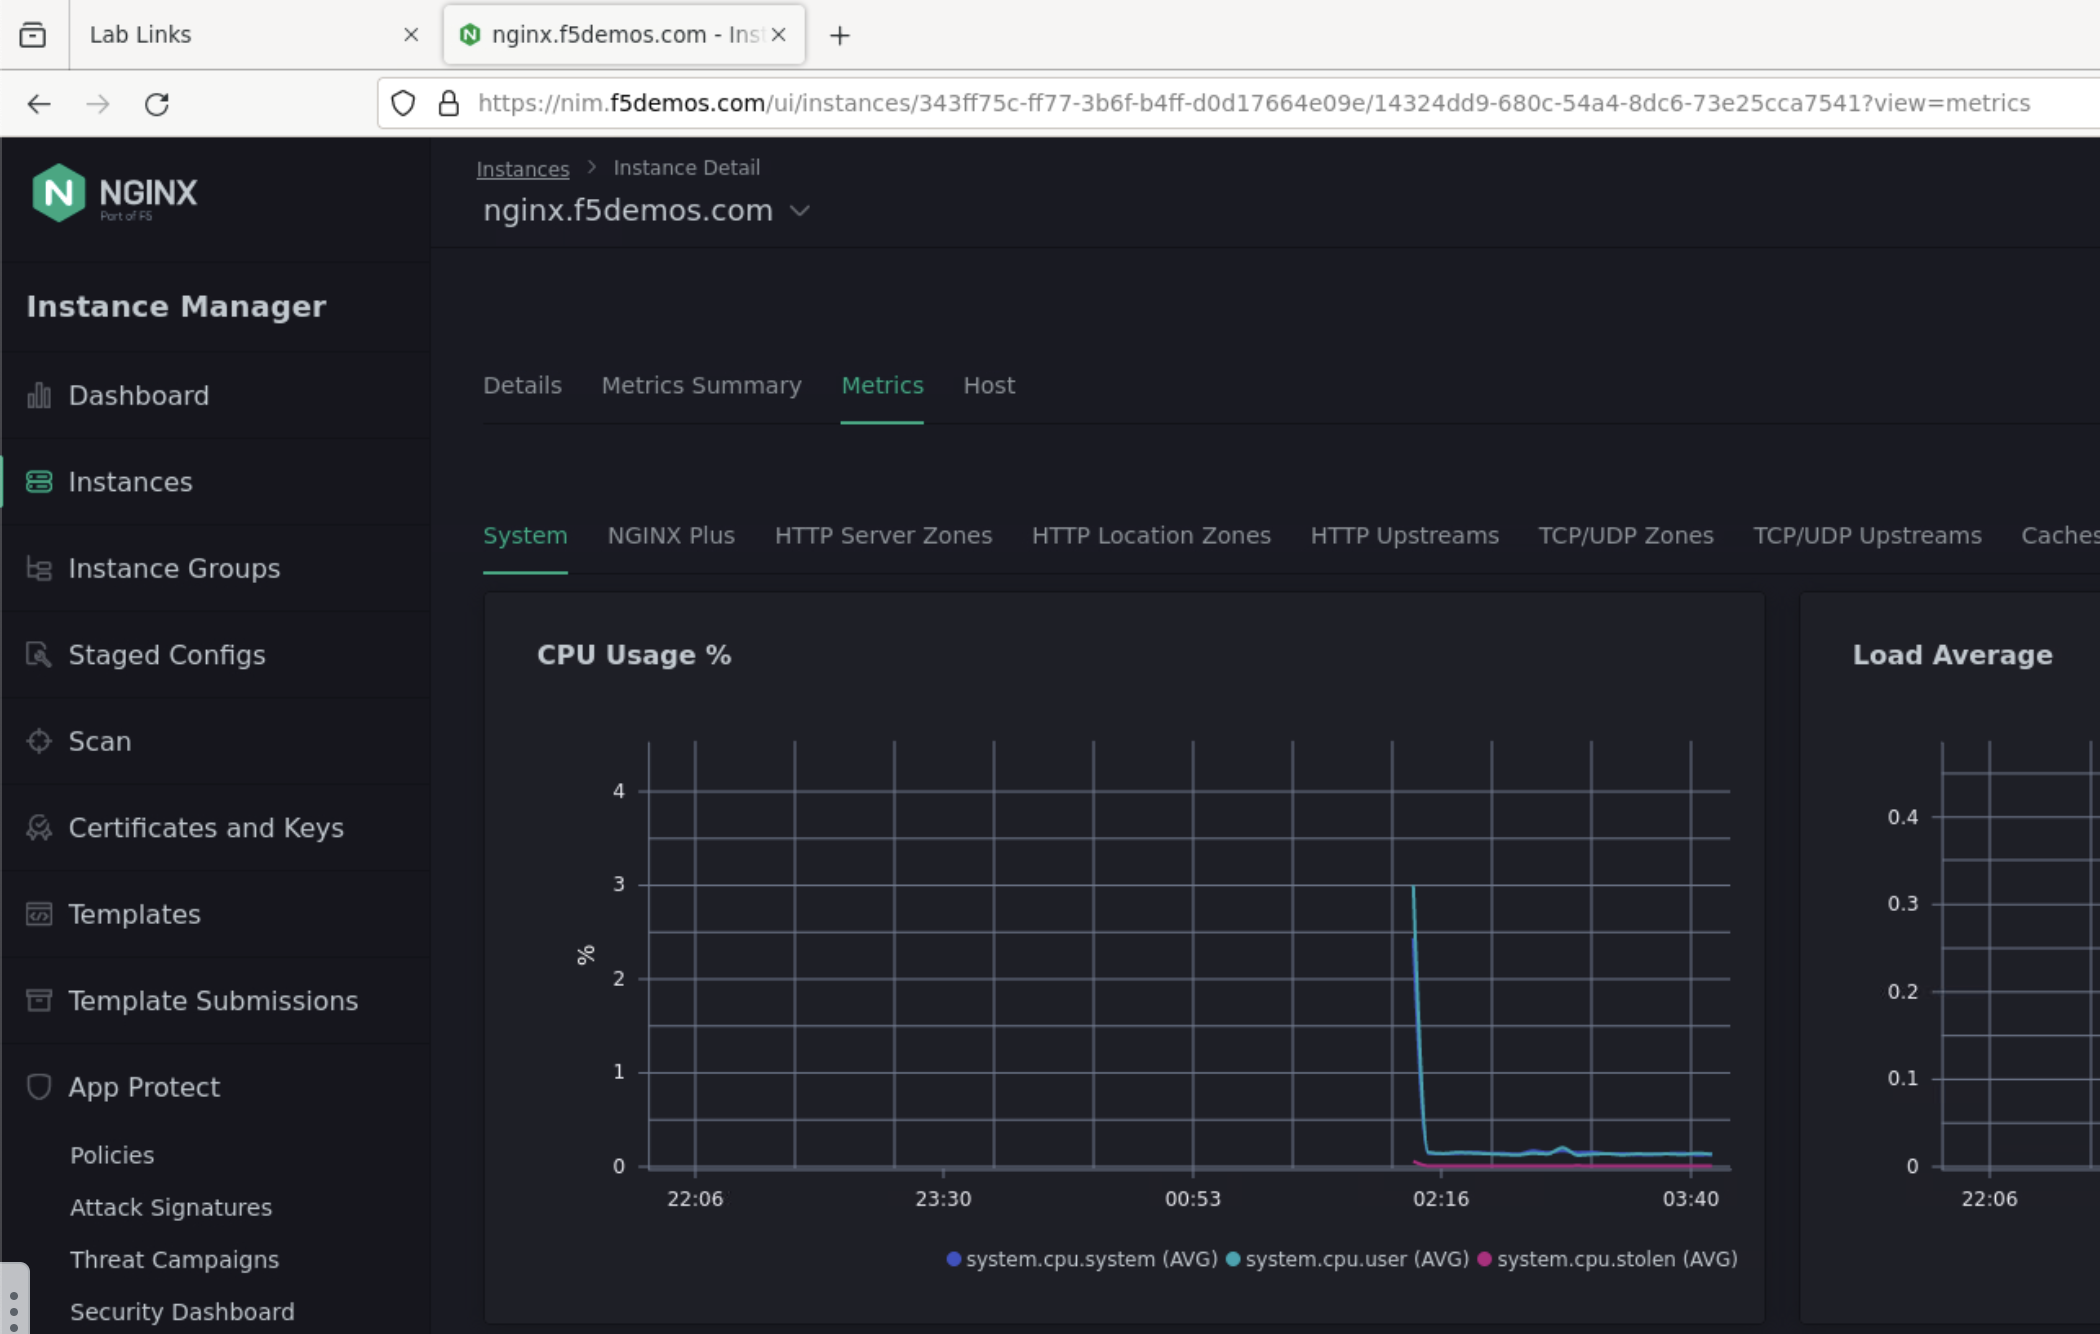 Lab Links
nginx.f5demos.com - Inst
https://nim.f5demos.com/ui/instances/343ff75c-ff77-3b6f-b4ff-d0d17664e09e/14324dd9-680c-54a4-8dc6-73e25cca7541?view=metrics
NGINX
Part of F5
Instance Manager
Dashboard
Instances
Instance Groups
Staged Configs
Scan
Certificates and Keys
Templates
Template Submissions
App Protect
Policies
Attack Signatures
Threat Campaigns
Security Dashboard
Instances > Instance Detail
nginx.f5demos.com
Details Metrics Summary Metrics Host
System NGINX Plus HTTP Server Zones HTTP Location Zones HTTP Upstreams TCP/UDP Zones TCP/UDP Upstreams Caches
CPU Usage %
4
3
2
1
0
%
22:06 23:30 00:53 02:16 03:40
system.cpu.system (AVG) system.cpu.user (AVG) system.cpu.stolen (AVG)
Load Average
0.4
0.3
0.2
0.1
0
22:06